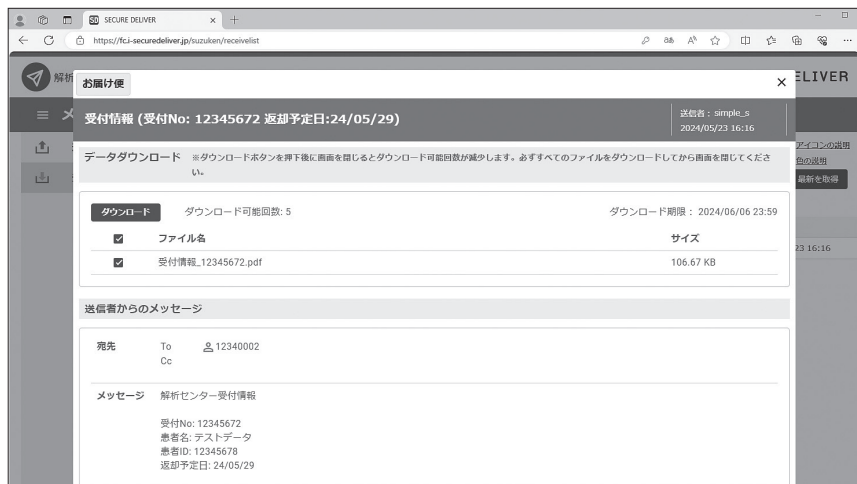 SECURE DELIVER
https://fc.i-securedeliver.jp/suzuken/receivelist
解析
ELIVER
お届け便
受付情報 (受付No: 12345672 返却予定日:24/05/29)
送信者 : simple_s
2024/05/23 16:16
メ
アイコンの説明
色の説明
最新を取得
データダウンロード ※ダウンロードボタンを押下後に画面を閉じるとダウンロード可能回数が減少します。必ずすべてのファイルをダウンロードしてから画面を閉じてくださ
い。
ダウンロード ダウンロード可能回数: 5 ダウンロード期限 : 2024/06/06 23:59
ファイル名 サイズ
23 16:16
受付情報_12345672.pdf 106.67 KB
送信者からのメッセージ
宛先 To 12340002
Cc
メッセージ 解析センター受付情報
受付No: 12345672
患者名: テストデータ
患者ID: 12345678
返却予定日: 24/05/29